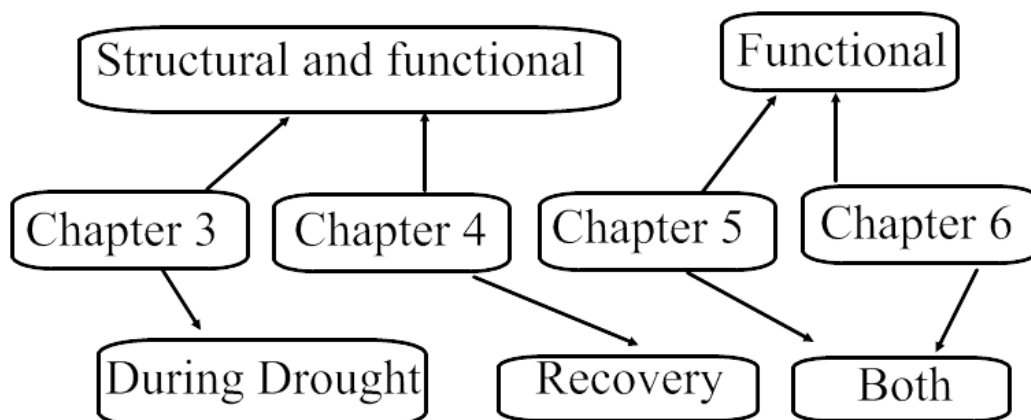 Structural and functional
Functional
Chapter 3
Chapter 4
Chapter 5
Chapter 6
During Drought
Recovery
Both